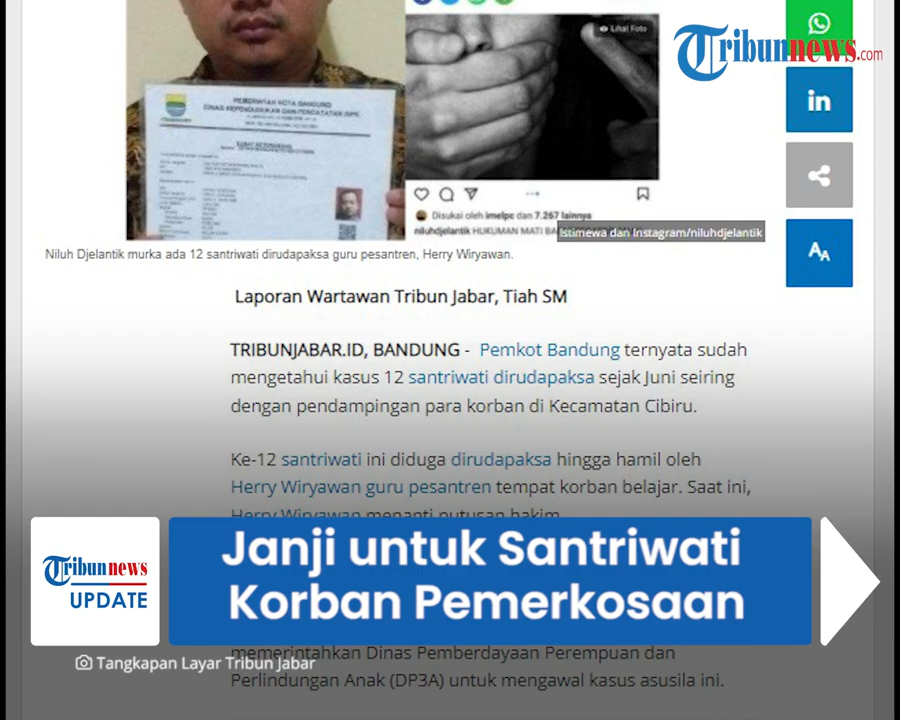 PEMERINTAH KOTA BANDUNG
Lihat Foto
Tribunnews.com
in
Disukai oleh imelpc dan 7.267 lainnya
niluhdjelantik HUKUMAN MATI
Istimewa dan Instagram/niluhdjelantik
AA
Niluh Djelantik murka ada 12 santriwati dirudapaksa guru pesantren, Herry Wiryawan.
Laporan Wartawan Tribun Jabar, Tiah SM
TRIBUNJABAR.ID, BANDUNG - Pemkot Bandung ternyata sudah
mengetahui kasus 12 santriwati dirudapaksa sejak Juni seiring
dengan pendampingan para korban di Kecamatan Cibiru.
Ke-12 santriwati ini diduga dirudapaksa hingga hamil oleh
Herry Wiryawan guru pesantren tempat korban belajar. Saat ini,
Herry Wiryawan menanti putusan hakim.
Tribunnews
UPDATE
Janji untuk Santriwati
Korban Pemerkosaan
memerintahkan Dinas Pemberdayaan Perempuan dan
Tangkapan Layar Tribun Jabar
Perlindungan Anak (DP3A) untuk mengawal kasus asusila ini.